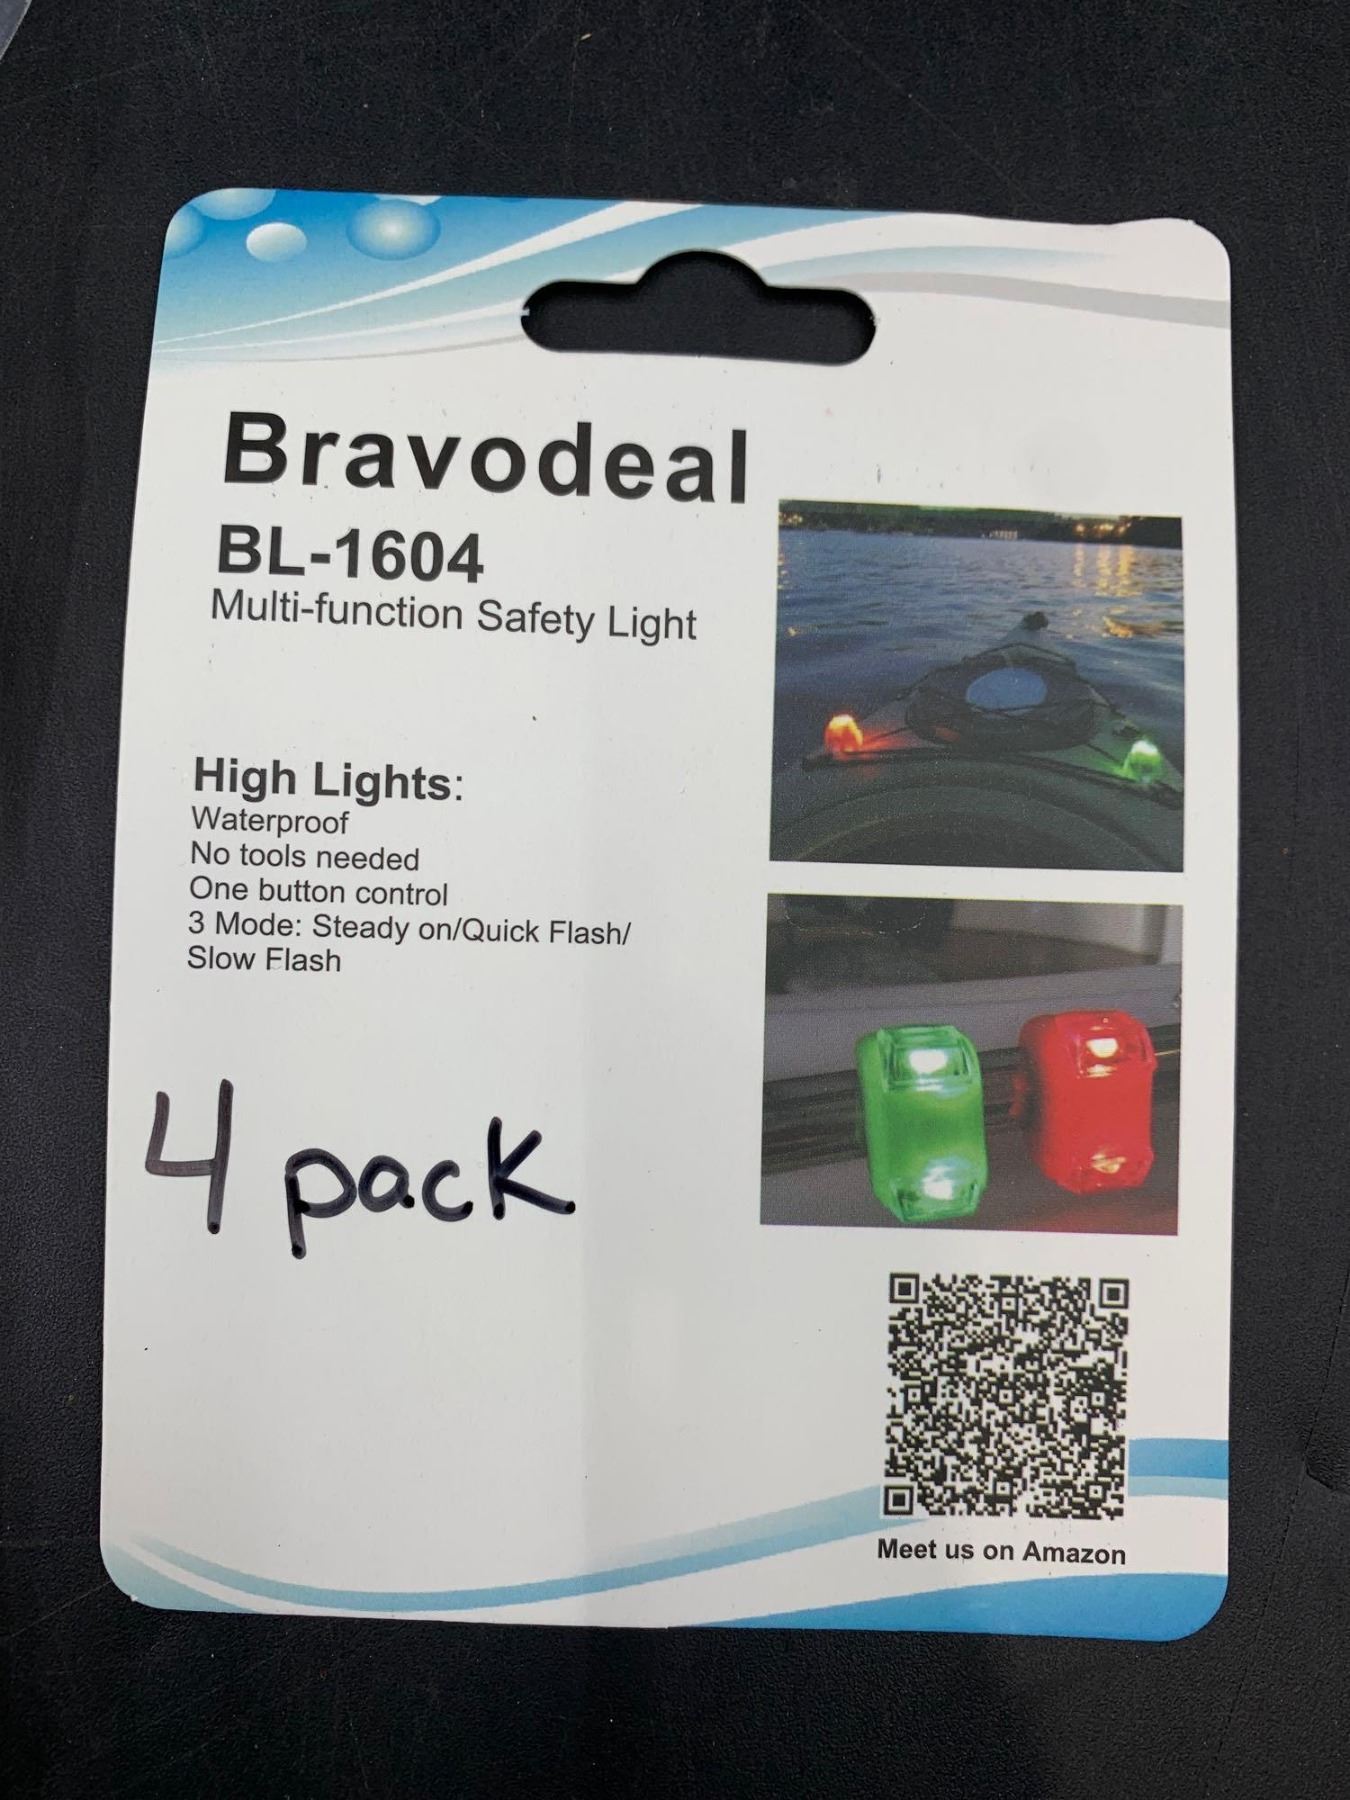 Bravodeal
BL-1604
Multi-function Safety Light
High Lights:
Waterproof
No tools needed
One button control
3 Mode: Steady on/Quick Flash/
Slow Flash
4 pack
Meet us on Amazon